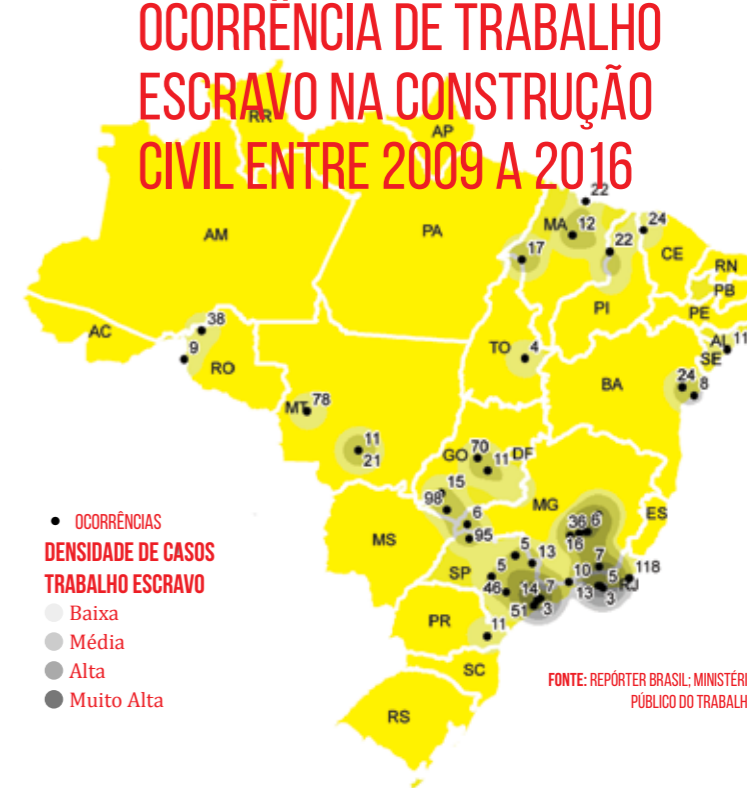 OCORRÊNCIA DE TRABALHO
ESCRAVO NA CONSTRUÇÃO
CIVIL ENTRE 2009 A 2016
RR
AP
22
AM
PA
MA 12
24
17
22
CE
RN
PB
PI
PE
38
AC
TO 4
AL 11
9
SE
RO
24
BA
8
MT 78
11
21
70
GO
11 DF
15
98
MG
6
36 6
ES
95
16
MS
5
13
7
118
SP
5
10
5
RJ
46
14 7
13
3
51
3
PR
11
SC
RS
OCORRÊNCIAS
DENSIDADE DE CASOS
TRABALHO ESCRAVO
Baixa
Média
Alta
Muito Alta
FONTE: REPÓRTER BRASIL; MINISTÉRI
PÚBLICO DO TRABALH